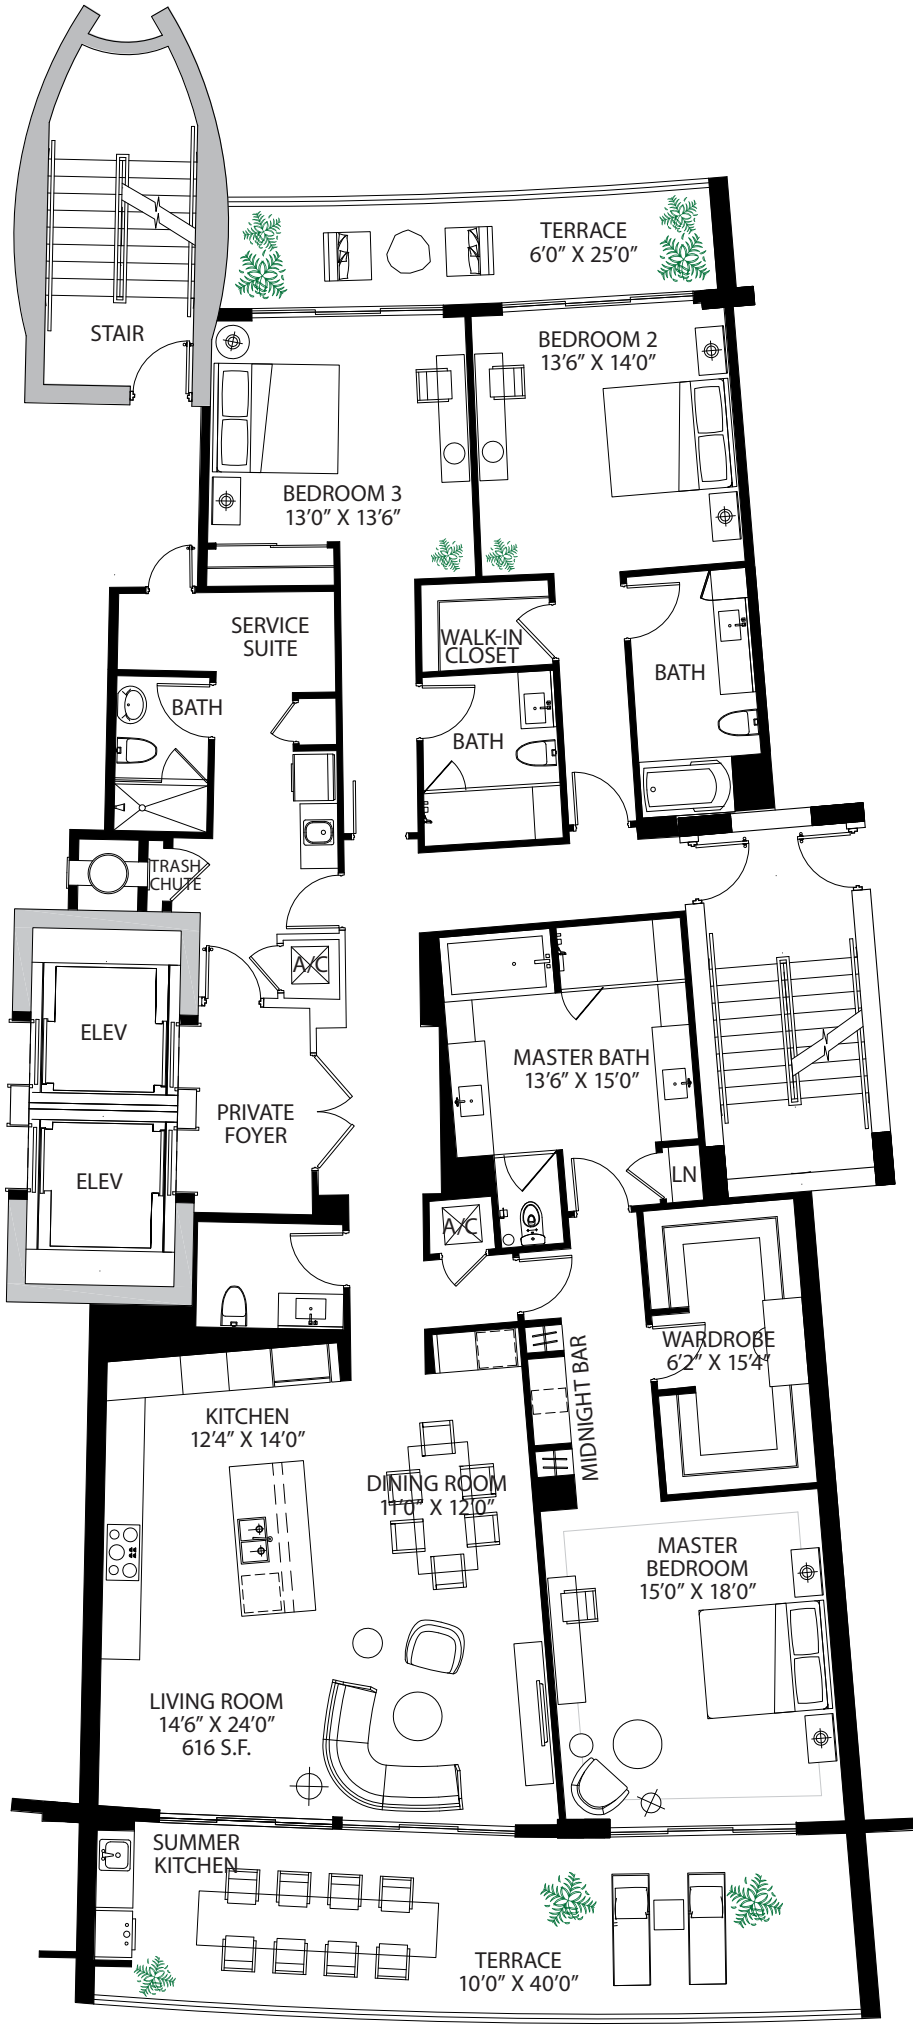 TERRACE
6'0" X 25'0"
STAIR
BEDROOM 2
13'6" X 14'0"
BEDROOM 3
13'0" X 13'6"
SERVICE
SUITE
WALK-IN
CLOSET
BATH
BATH
BATH
TRASH
CHUTE
A/C
ELEV
MASTER BATH
13'6" X 15'0"
PRIVATE
FOYER
ELEV
LN
A/C
WARDROBE
6'2" X 15'4"
MIDNIGHT BAR
KITCHEN
12'4" X 14'0"
DINING ROOM
11'0" X 12'0"
MASTER
BEDROOM
15'0" X 18'0"
LIVING ROOM
14'6" X 24'0"
616 S.F.
SUMMER
KITCHEN
TERRACE
10'0" X 40'0"